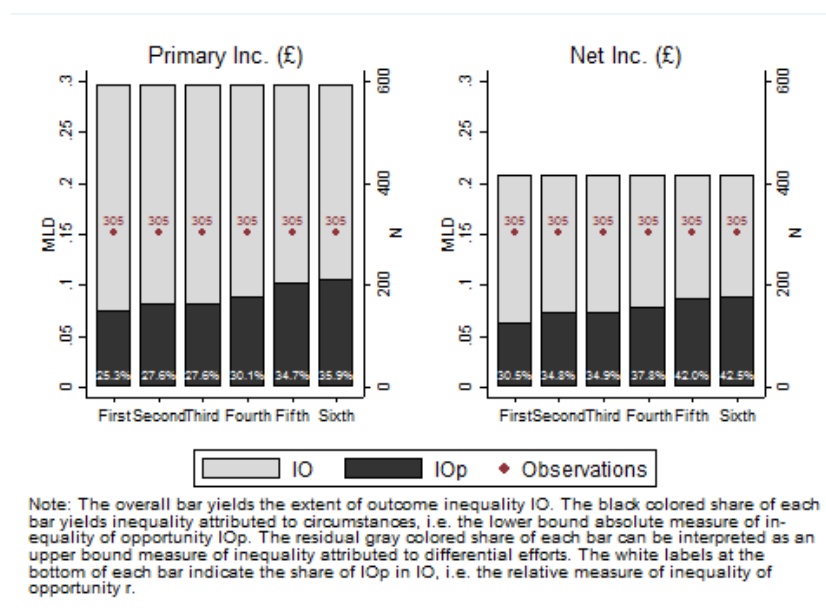 Primary Inc. (£)
Net Inc. (£)
MLD
0 .05 .1 .15 .2 .25 .3
305 305 305 305 305 305
25.3% 27.6% 27.6% 30.1% 34.7% 35.9%
First Second Third Fourth Fifth Sixth
N
0 200 400 600
MLD
0 .05 .1 .15 .2 .25 .3
305 305 305 305 305 305
30.5% 34.8% 34.9% 37.8% 42.0% 42.5%
First Second Third Fourth Fifth Sixth
N
0 200 400 600
IO IOp Observations
Note: The overall bar yields the extent of outcome inequality IO. The black colored share of each
bar yields inequality attributed to circumstances, i.e. the lower bound absolute measure of in-
equality of opportunity IOp. The residual gray colored share of each bar can be interpreted as an
upper bound measure of inequality attributed to differential efforts. The white labels at the
bottom of each bar indicate the share of IOp in IO, i.e. the relative measure of inequality of
opportunity r.